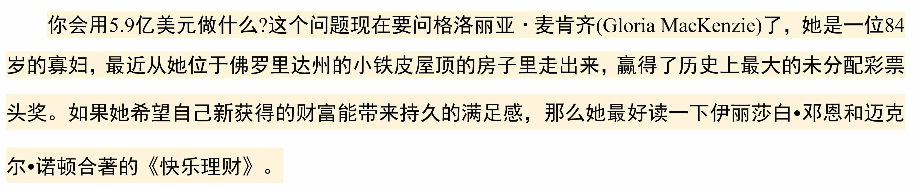 你会用5.9亿美元做什么?这个问题现在要问格洛丽亚·麦肯齐(Gloria MacKenzie)了，她是一位84
岁的寡妇，最近从她位于佛罗里达州的小铁皮屋顶的房子里走出来，赢得了历史上最大的未分配彩票
头奖。如果她希望自己新获得的财富能带来持久的满足感，那么她最好读一下伊丽莎白•邓恩和迈克
尔•诺顿合著的《快乐理财》。